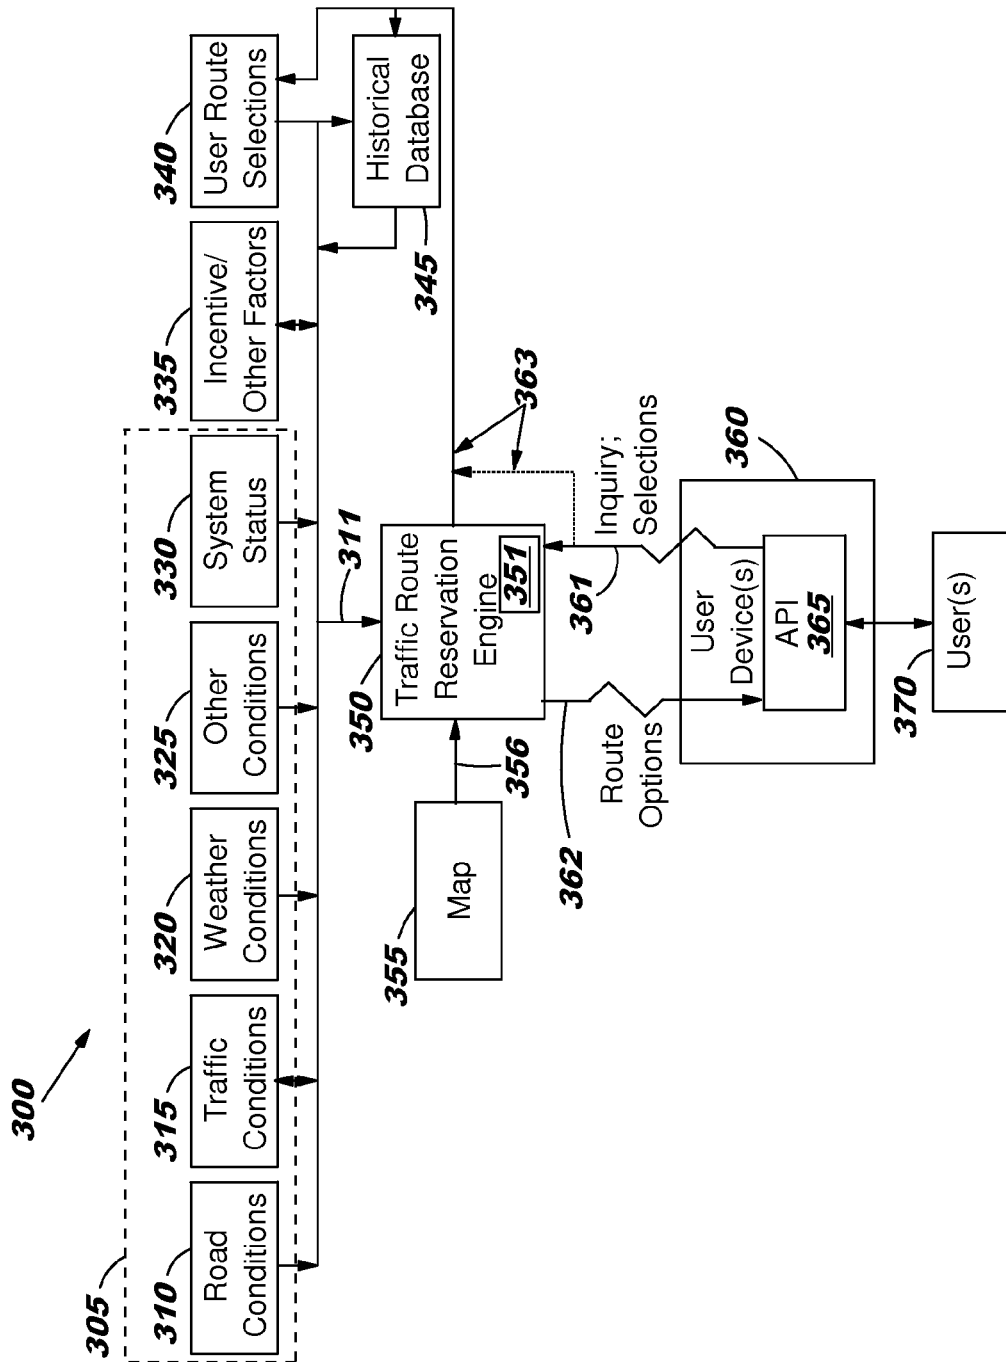 300
305
310
Road
Conditions
315
Traffic
Conditions
320
Weather
Conditions
325
Other
Conditions
330
System
Status
335
Incentive/
Other Factors
340
User Route
Selections
311
Historical
Database
345
350
Traffic Route
Reservation
Engine
351
363
355
Map
356
362
Route
Options
361
Inquiry;
Selections
360
User
Device(s)
API
365
370
User(s)